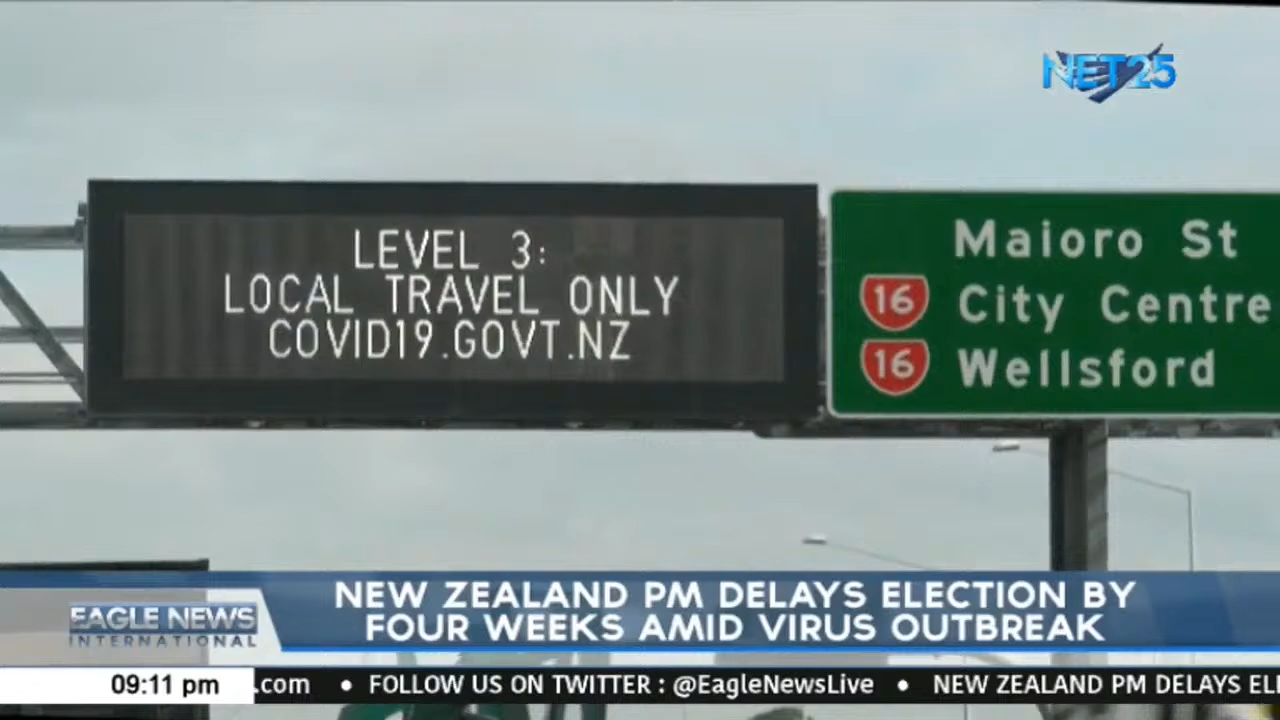 NET25
LEVEL 3:
LOCAL TRAVEL ONLY
COVID19.GOVT.NZ
Maioro St
16 City Centre
16 Wellsford
EAGLE NEWS
INTERNATIONAL
NEW ZEALAND PM DELAYS ELECTION BY
FOUR WEEKS AMID VIRUS OUTBREAK
09:11 pm .com • FOLLOW US ON TWITTER : @EagleNewsLive • NEW ZEALAND PM DELAYS